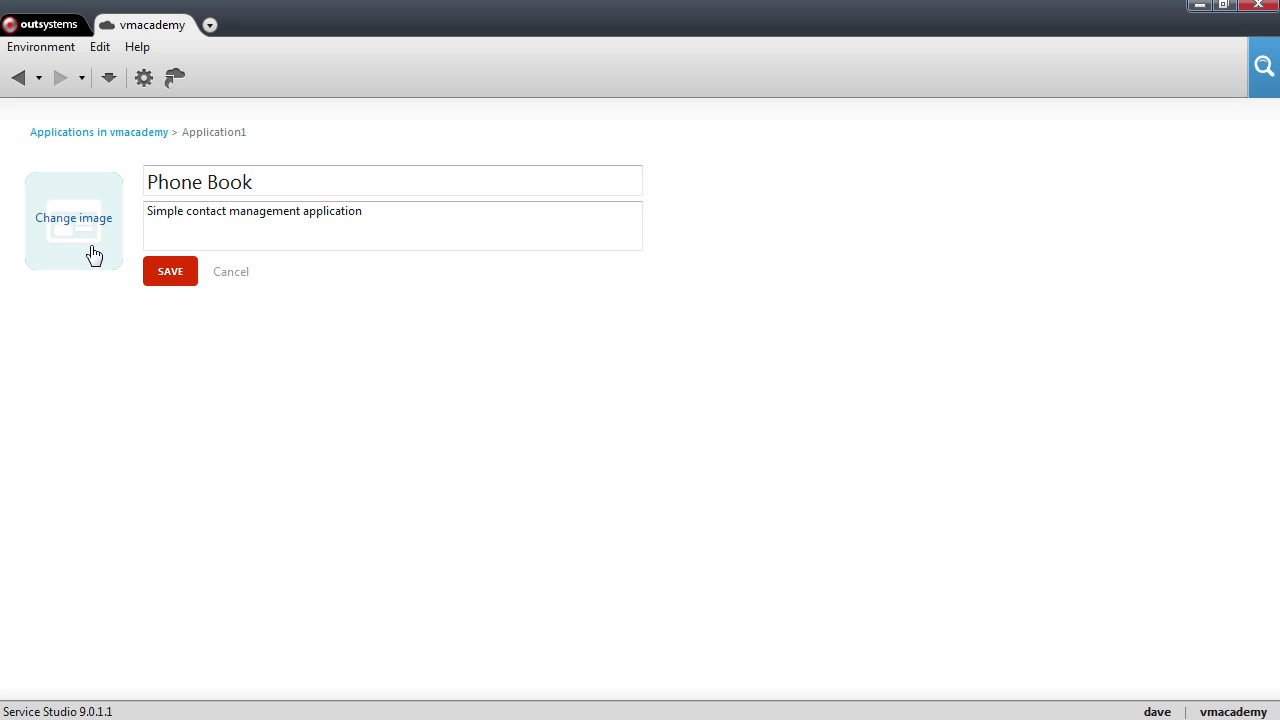 outsystems
vmacademy
Environment Edit Help
Applications in vmacademy > Application1
Phone Book
Change image
Simple contact management application
SAVE Cancel
Service Studio 9.0.1.1
dave | vmacademy